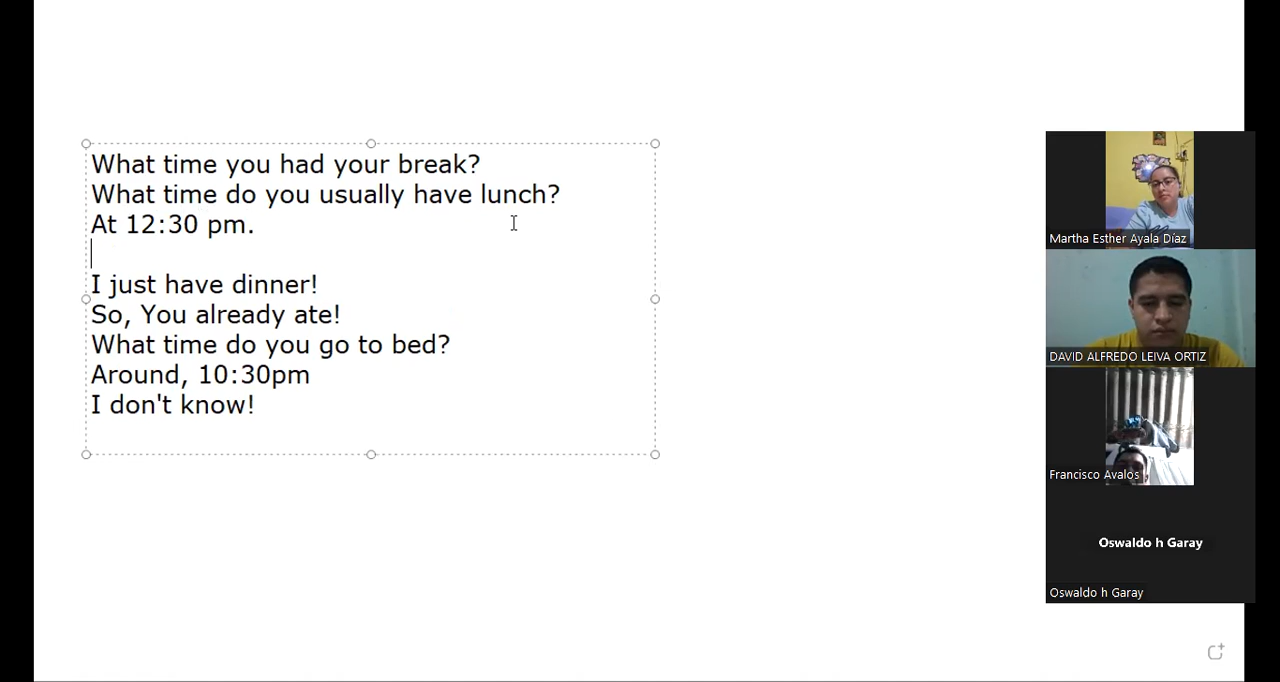 What time you had your break?
What time do you usually have lunch?
At 12:30 pm.
I just have dinner!
So, You already ate!
What time do you go to bed?
Around, 10:30pm
I don't know!
Martha Esther Ayala Díaz
DAVID ALFREDO LEIVA ORTIZ
Francisco Avalos
Oswaldo h Garay
Oswaldo h Garay